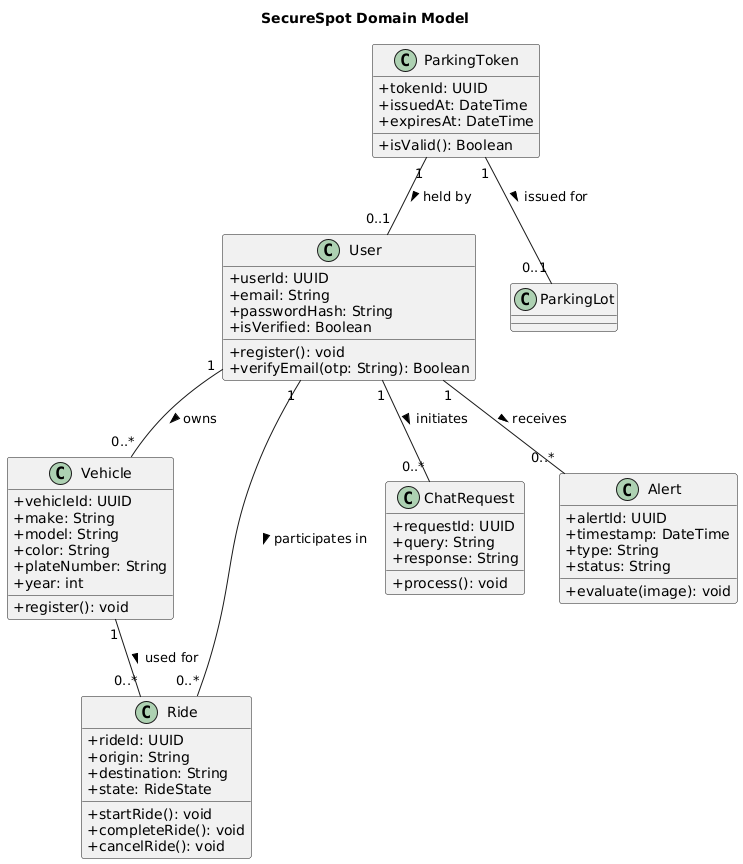 SecureSpot Domain Model
C ParkingToken
+tokenId: UUID
+issuedAt: DateTime
+expiresAt: DateTime
+isValid(): Boolean
1
1
held by
issued for
0..1
0..1
C User
+userId: UUID
+email: String
+passwordHash: String
+isVerified: Boolean
+register(): void
+verifyEmail(otp: String): Boolean
C ParkingLot
1
1
1
1
owns
initiates
receives
0..*
0..*
0..*
C Vehicle
+vehicleId: UUID
+make: String
+model: String
+color: String
+plateNumber: String
+year: int
+register(): void
participates in
C ChatRequest
+requestId: UUID
+query: String
+response: String
+process(): void
C Alert
+alertId: UUID
+timestamp: DateTime
+type: String
+status: String
+evaluate(image): void
1
used for
0..*
0..*
C Ride
+rideId: UUID
+origin: String
+destination: String
+state: RideState
+startRide(): void
+completeRide(): void
+cancelRide(): void